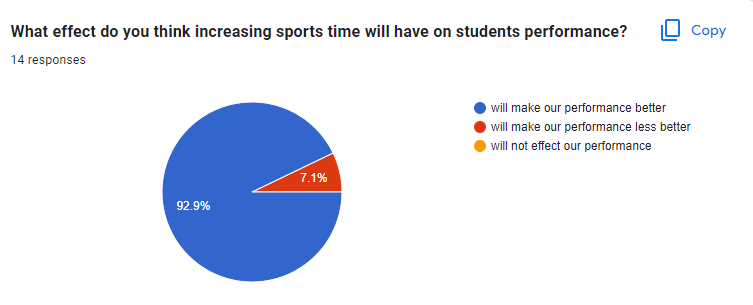 What effect do you think increasing sports time will have on students performance?
Copy
14 responses
will make our performance better
will make our performance less better
will not effect our performance
7.1%
92.9%